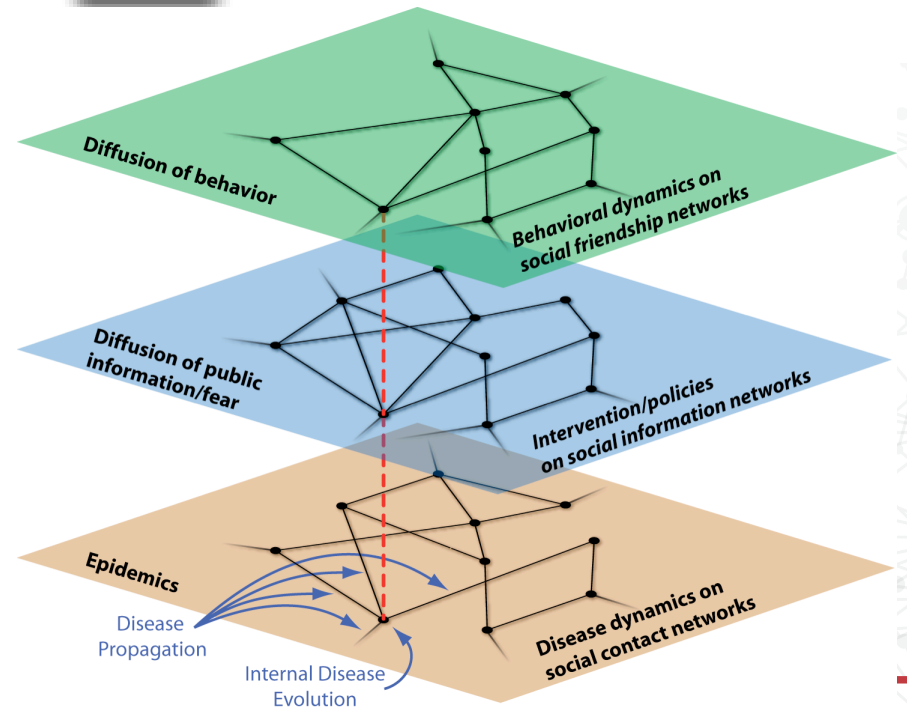 Diffusion of behavior
Behavioral dynamics on
social friendship networks
Diffusion of public
information/fear
Intervention/policies
on social information networks
Epidemics
Disease
Propagation
Internal Disease
Evolution
Disease dynamics on
social contact networks